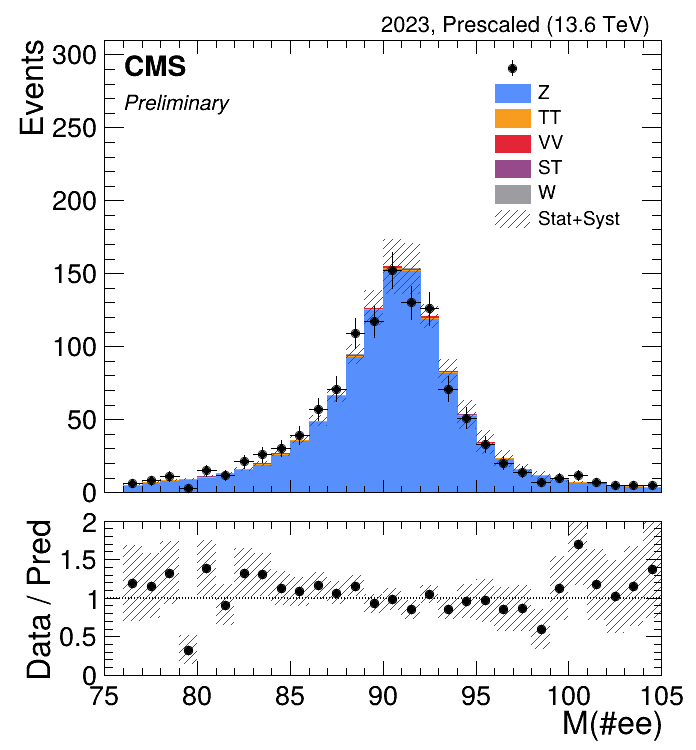 2023, Prescaled (13.6 TeV)
Events
300
250
200
150
100
50
0
CMS
Preliminary
Z
TT
VV
ST
W
Stat+Syst
Data / Pred
2
1.5
1
0.5
0
75 80 85 90 95 100 105
M(#ee)